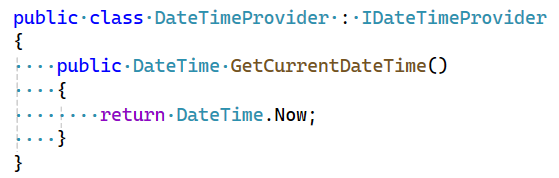 public class DateTimeProvider : IDateTimeProvider
{
    public DateTime GetCurrentDateTime()
    {
        return DateTime.Now;
    }
}